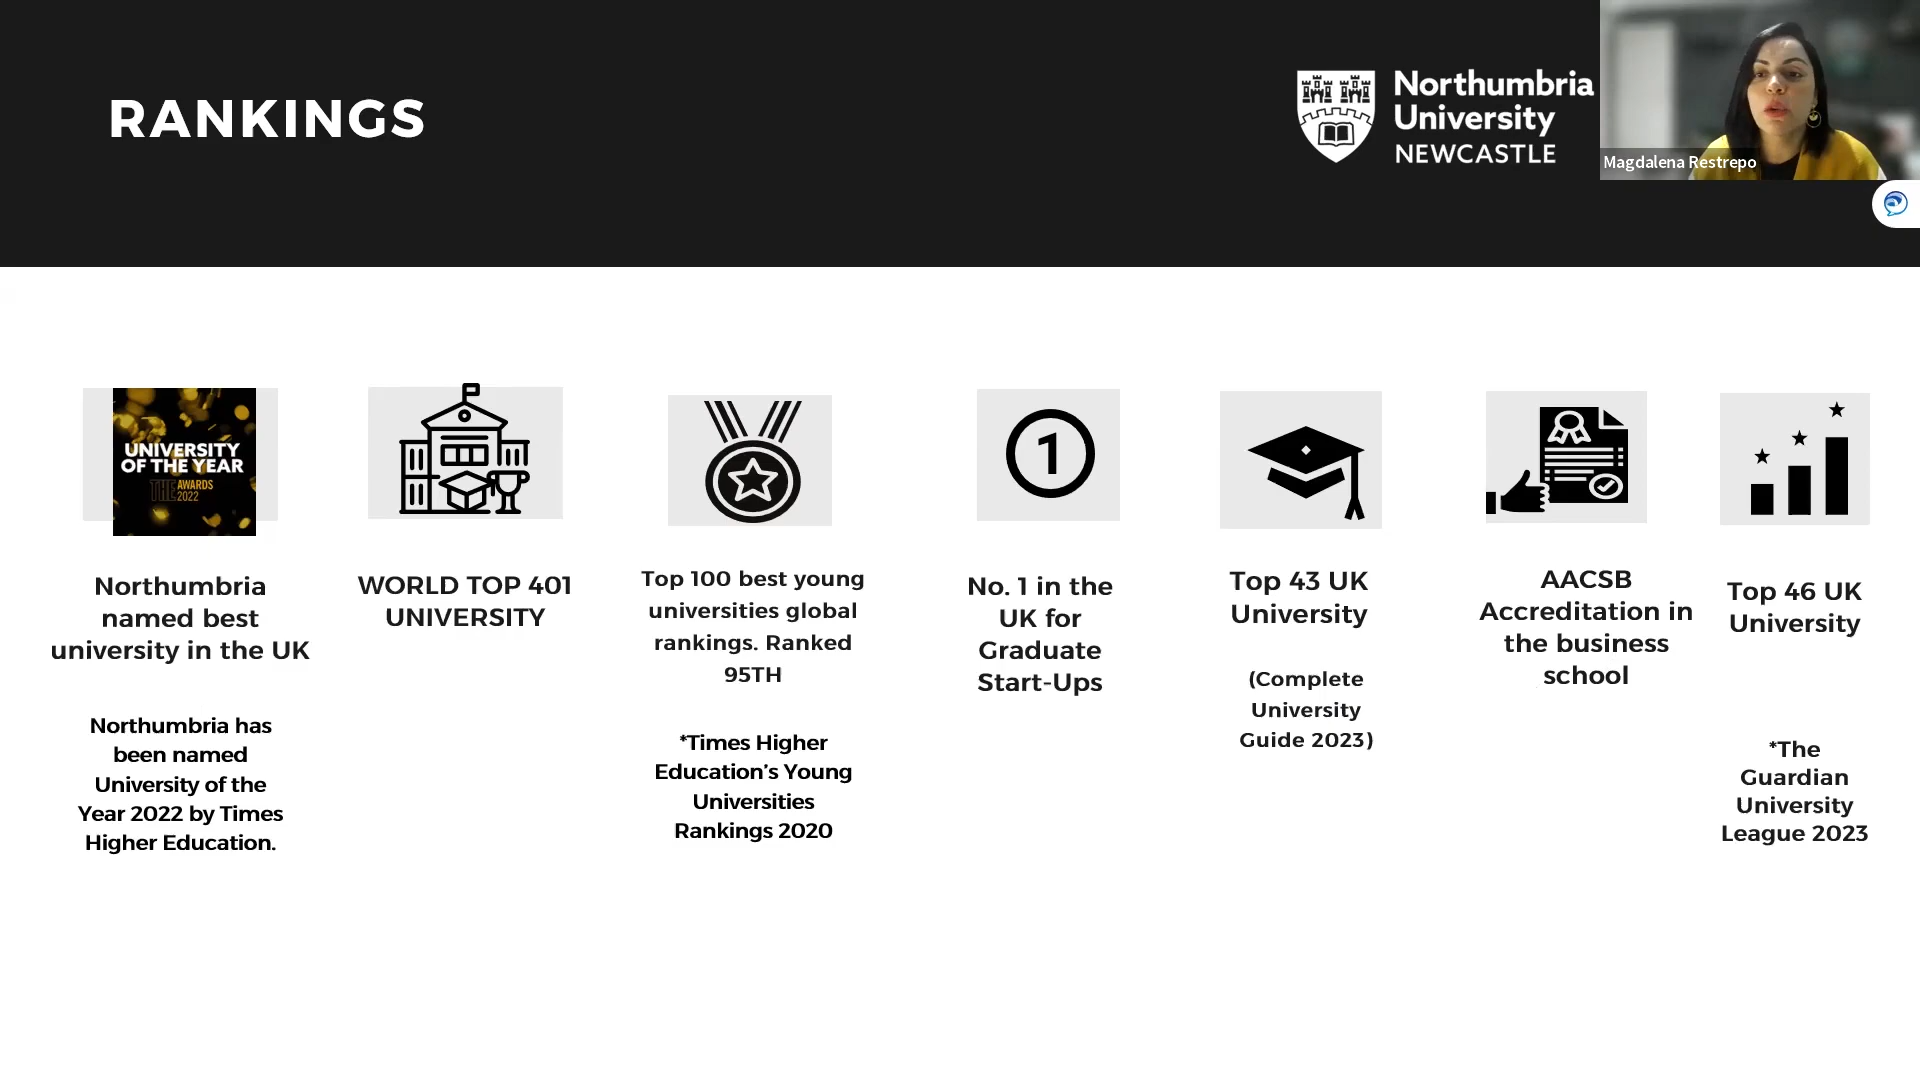 RANKINGS
Northumbria
University
NEWCASTLE
Magdalena Restrepo
UNIVERSITY
OF THE YEAR
THE AWARDS
2022
Northumbria
named best
university in the UK
Northumbria has
been named
University of the
Year 2022 by Times
Higher Education.
WORLD TOP 401
UNIVERSITY
Top 100 best young
universities global
rankings. Ranked
95TH
*Times Higher
Education’s Young
Universities
Rankings 2020
1
No. 1 in the
UK for
Graduate
Start-Ups
Top 43 UK
University
(Complete
University
Guide 2023)
AACSB
Accreditation in
the business
school
Top 46 UK
University
*The
Guardian
University
League 2023